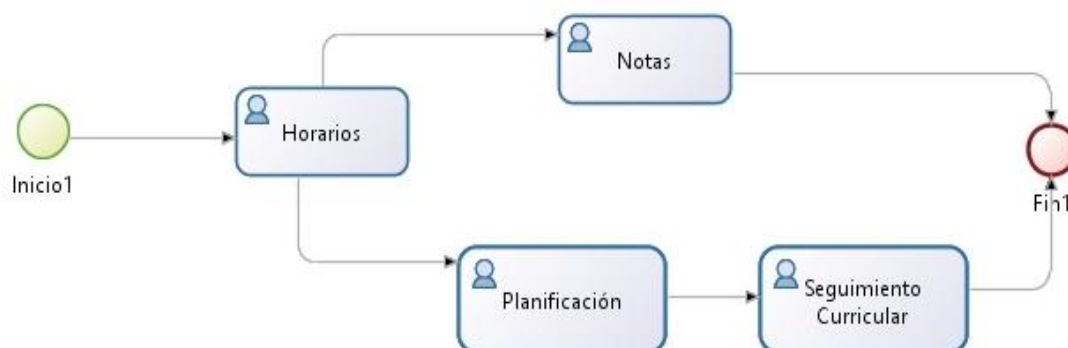 Notas
Horarios
Inicio1
Fin1
Planificación
Seguimiento
Curricular